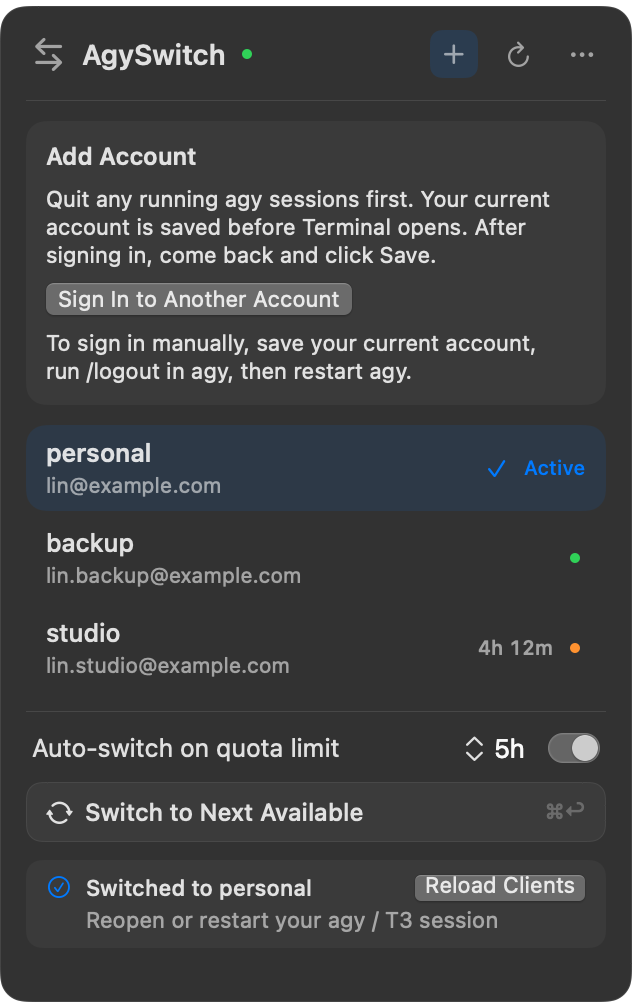 AgySwitch
Add Account
Quit any running agy sessions first. Your current
account is saved before Terminal opens. After
signing in, come back and click Save.
Sign In to Another Account
To sign in manually, save your current account,
run /logout in agy, then restart agy.
personal
lin@example.com
Active
backup
lin.backup@example.com
studio
lin.studio@example.com
4h 12m
Auto-switch on quota limit
5h
Switch to Next Available
⌘↩
Switched to personal
Reload Clients
Reopen or restart your agy / T3 session